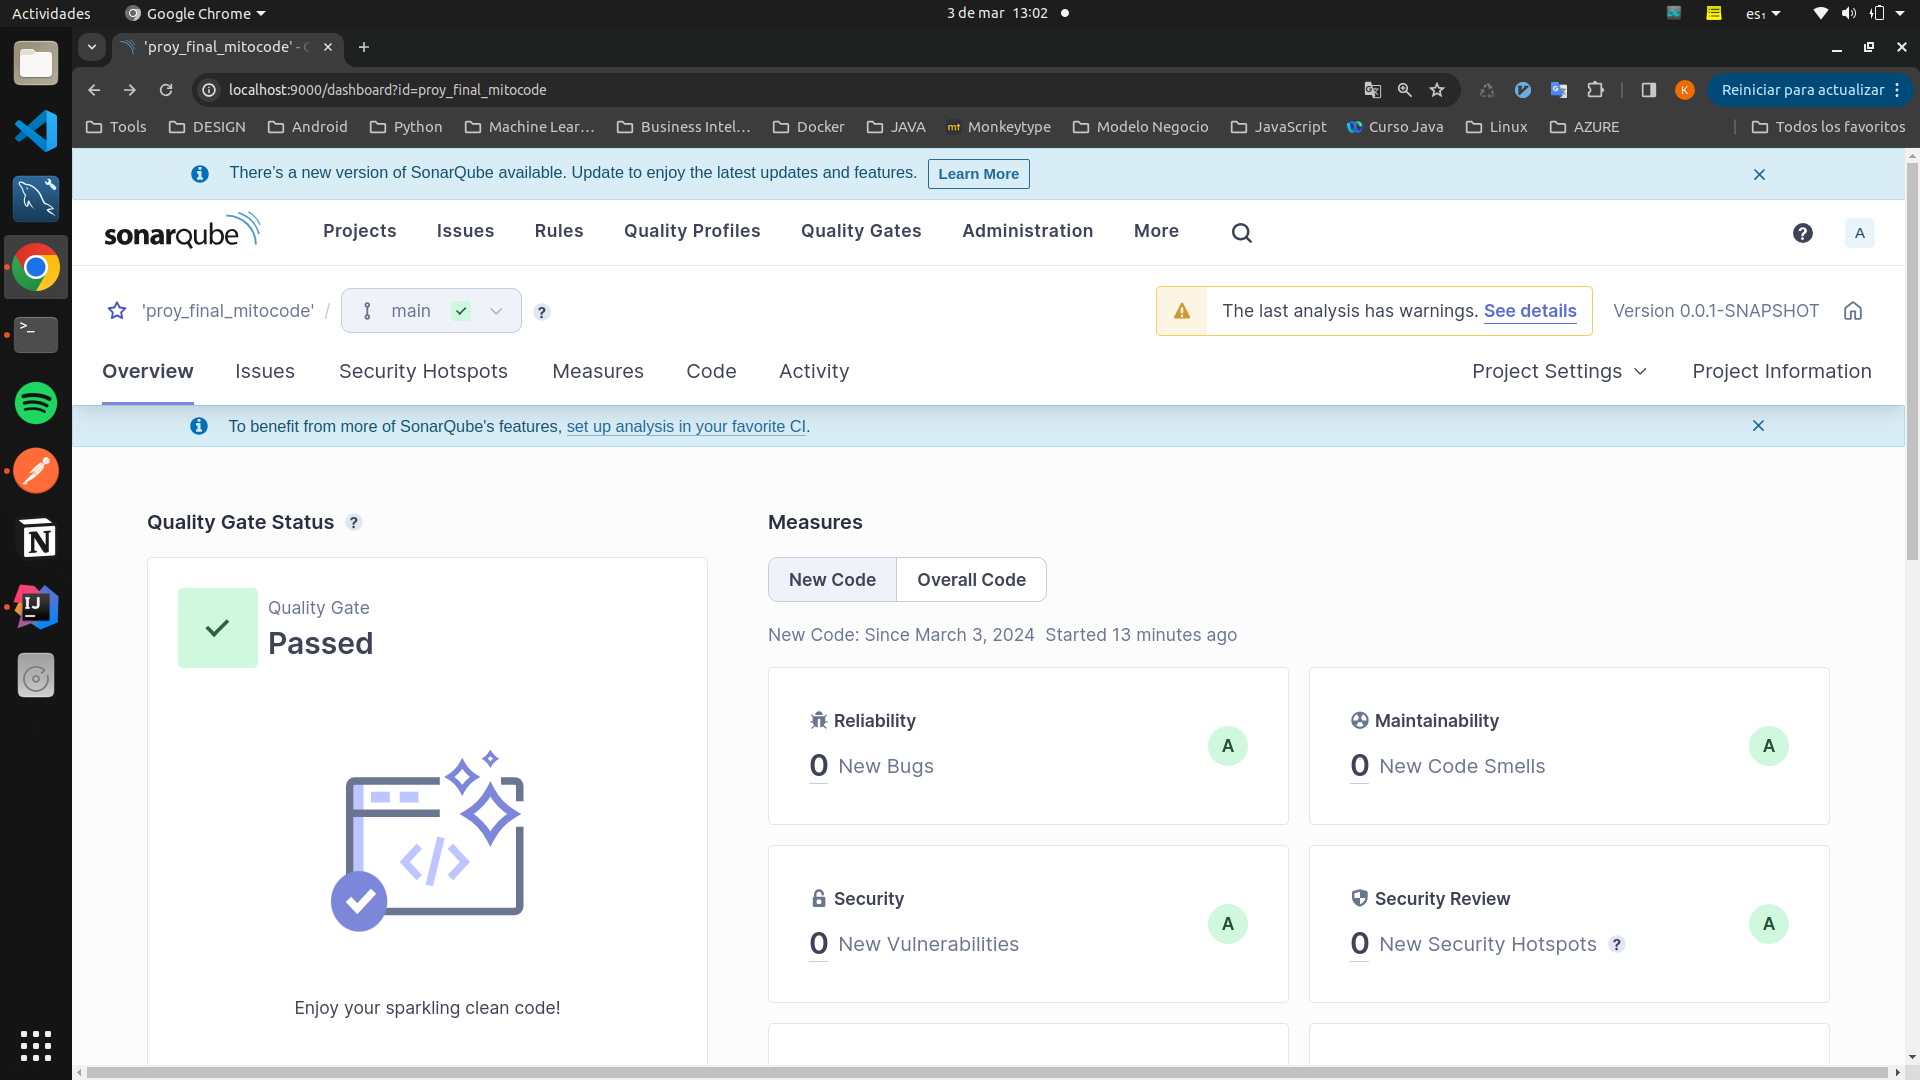 Actividades
Google Chrome
3 de mar 13:02
es₁
'proy_final_mitocode' - 
localhost:9000/dashboard?id=proy_final_mitocode
K
Reiniciar para actualizar
Tools
DESIGN
Android
Python
Machine Lear…
Business Intel…
Docker
JAVA
mt Monkeytype
Modelo Negocio
JavaScript
Curso Java
Linux
AZURE
Todos los favoritos
There's a new version of SonarQube available. Update to enjoy the latest updates and features. Learn More
sonarqube
Projects
Issues
Rules
Quality Profiles
Quality Gates
Administration
More
?
A
'proy_final_mitocode' / main ?
The last analysis has warnings. See details
Version 0.0.1-SNAPSHOT
Overview
Issues
Security Hotspots
Measures
Code
Activity
Project Settings
Project Information
To benefit from more of SonarQube's features, set up analysis in your favorite CI.
Quality Gate Status ?
Quality Gate
Passed
Enjoy your sparkling clean code!
Measures
New Code
Overall Code
New Code: Since March 3, 2024 Started 13 minutes ago
Reliability
0 New Bugs
A
Maintainability
0 New Code Smells
A
Security
0 New Vulnerabilities
A
Security Review
0 New Security Hotspots ?
A
>_
N
IJ